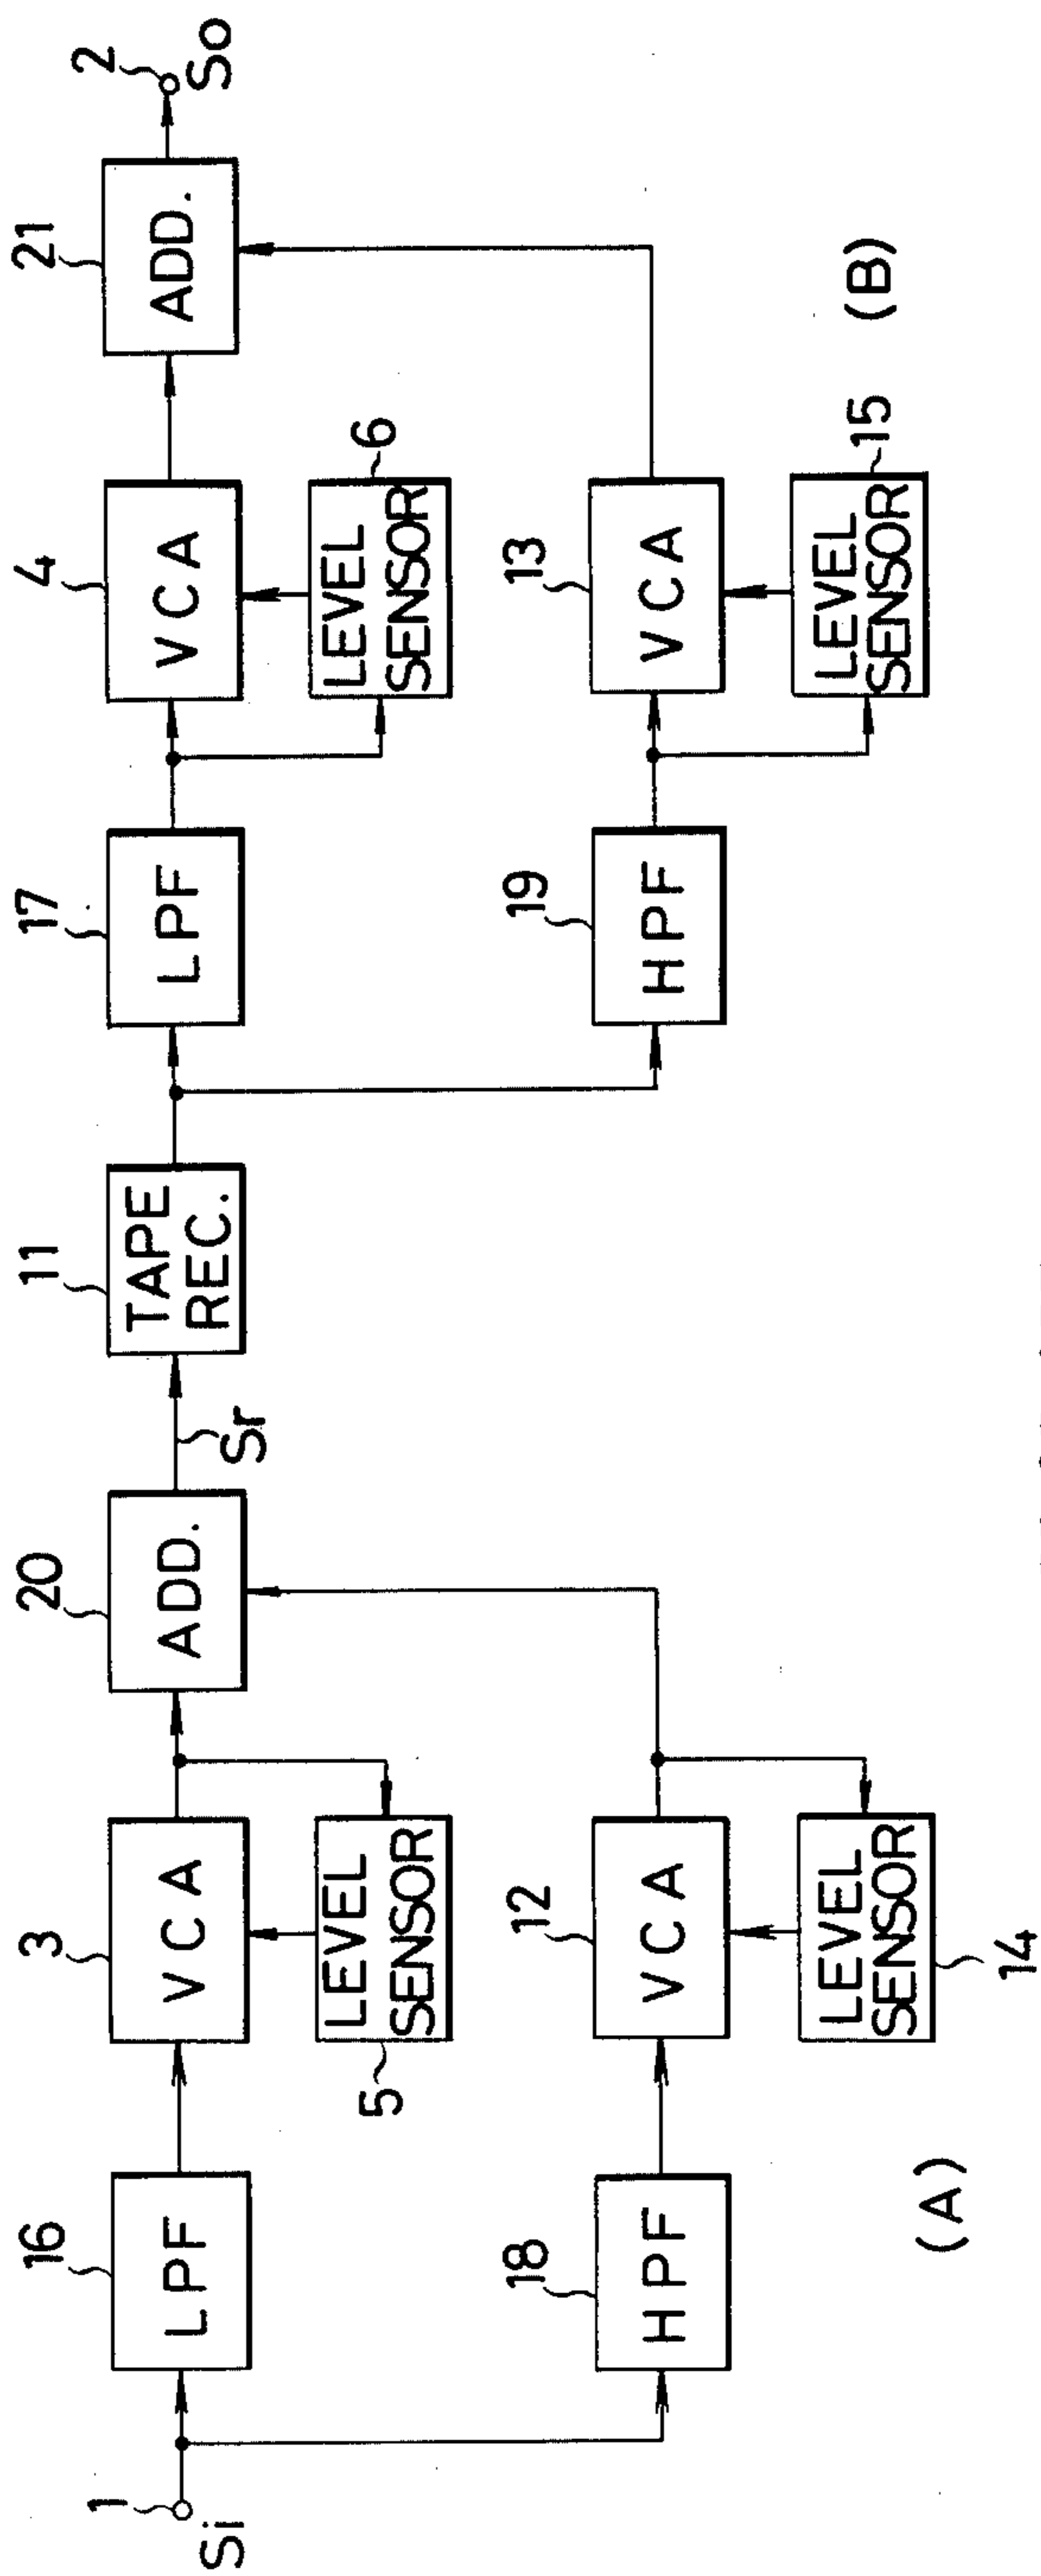 1
Si
16
LPF
3
VCA
5
LEVEL
SENSOR
18
HPF
12
VCA
14
LEVEL
SENSOR
(A)
20
ADD.
Sr
11
TAPE
REC.
17
LPF
4
VCA
6
LEVEL
SENSOR
19
HPF
13
VCA
15
LEVEL
SENSOR
(B)
21
ADD.
2
So